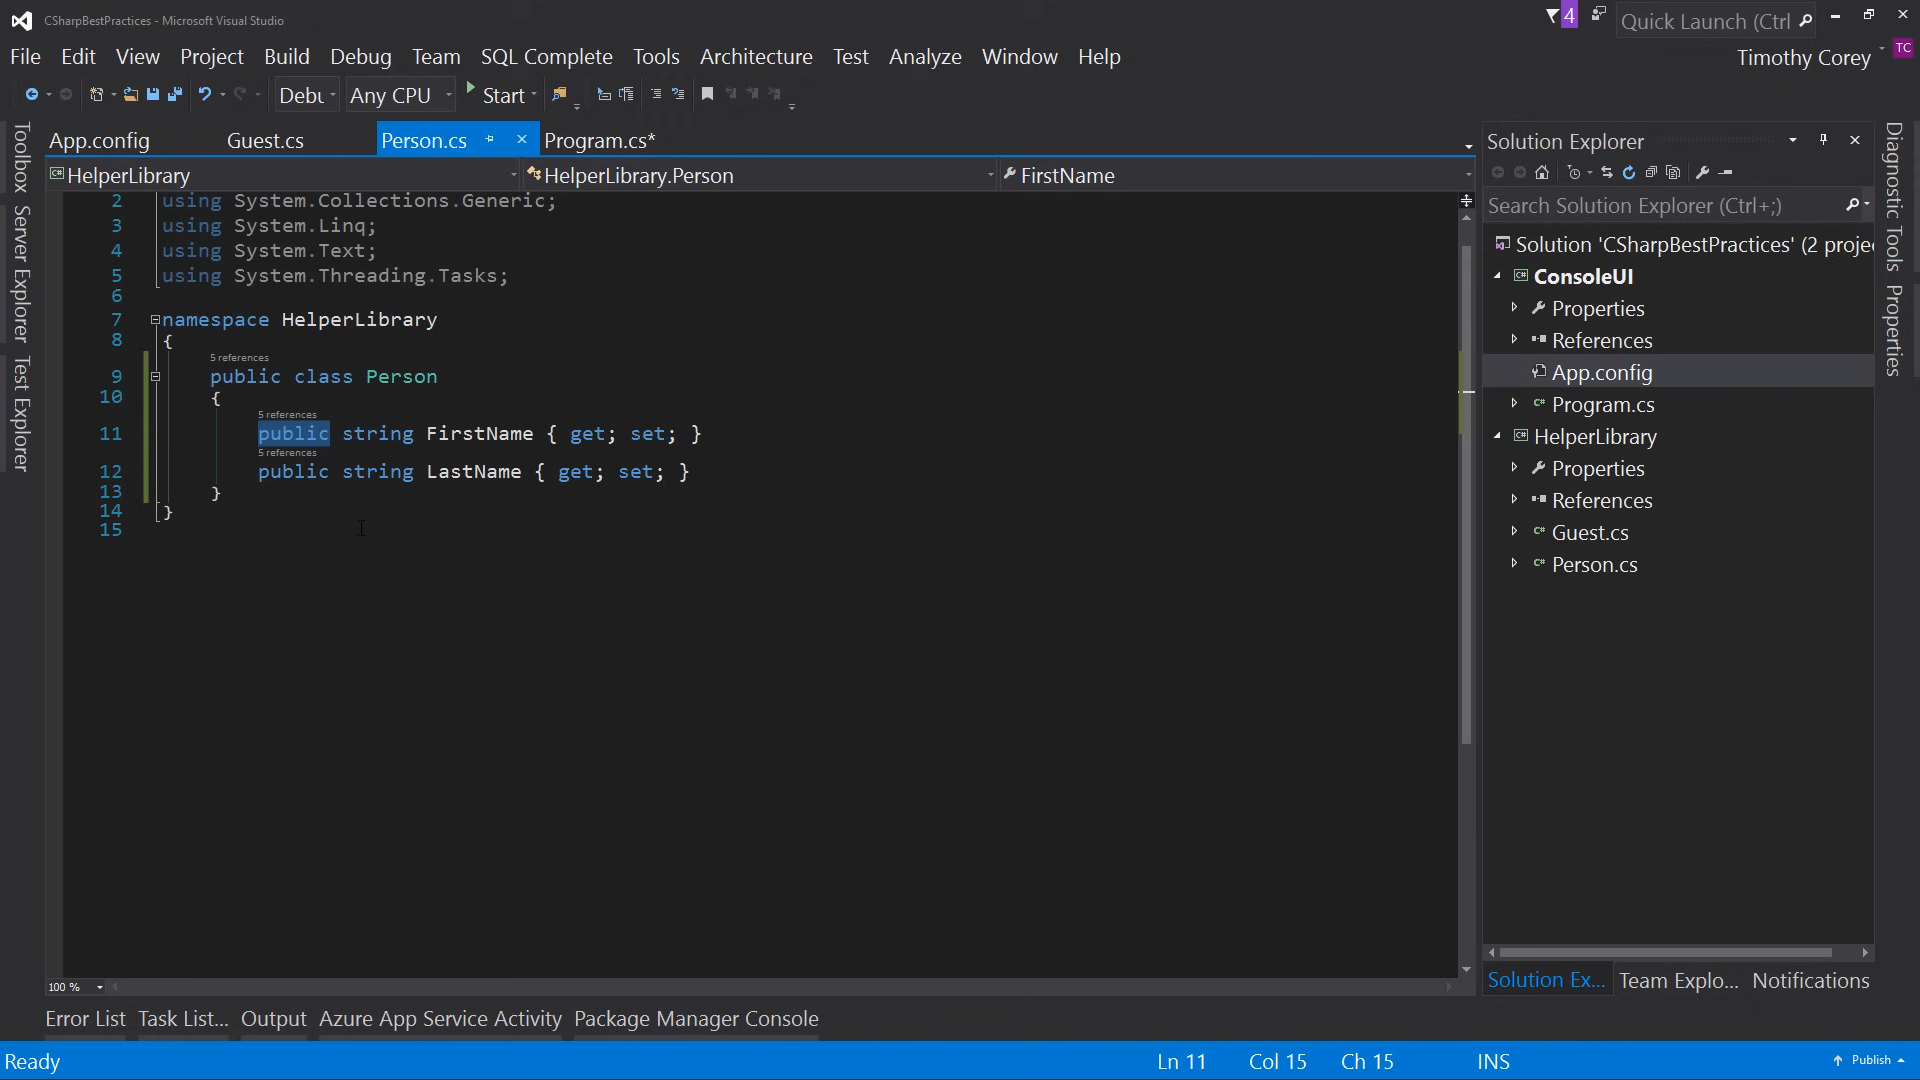 CSharpBestPractices - Microsoft Visual Studio
4
Quick Launch (Ctrl
File Edit View Project Build Debug Team SQL Complete Tools Architecture Test Analyze Window Help
Timothy Corey TC
Debu Any CPU Start
App.config Guest.cs Person.cs Program.cs*
HelperLibrary HelperLibrary.Person FirstName
Toolbox
Server Explorer
Test Explorer
2 using System.Collections.Generic;
3 using System.Linq;
4 using System.Text;
5 using System.Threading.Tasks;
6
7 namespace HelperLibrary
8 {
5 references
9 public class Person
10 {
5 references
11 public string FirstName { get; set; }
5 references
12 public string LastName { get; set; }
13 }
14 }
15
100 %
Solution Explorer
Search Solution Explorer (Ctrl+;)
Solution 'CSharpBestPractices' (2 proje
ConsoleUI
Properties
References
App.config
Program.cs
HelperLibrary
Properties
References
Guest.cs
Person.cs
Solution Ex... Team Explo... Notifications
Diagnostic Tools
Properties
Error List Task List... Output Azure App Service Activity Package Manager Console
Ready Ln 11 Col 15 Ch 15 INS Publish